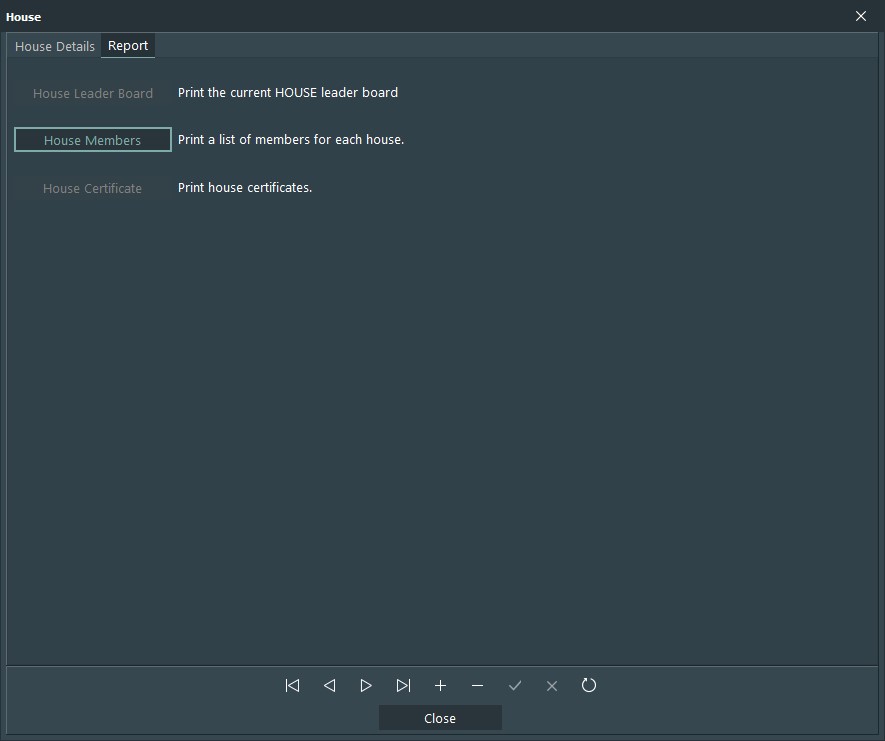 House
House Details Report
House Leader Board Print the current HOUSE leader board
House Members Print a list of members for each house.
House Certificate Print house certificates.
Close